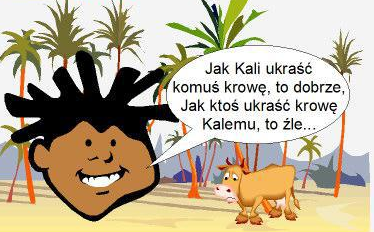 Jak Kali ukraść
komuś krowę, to dobrze,
Jak ktoś ukraść krowę
Kalemu, to źle...